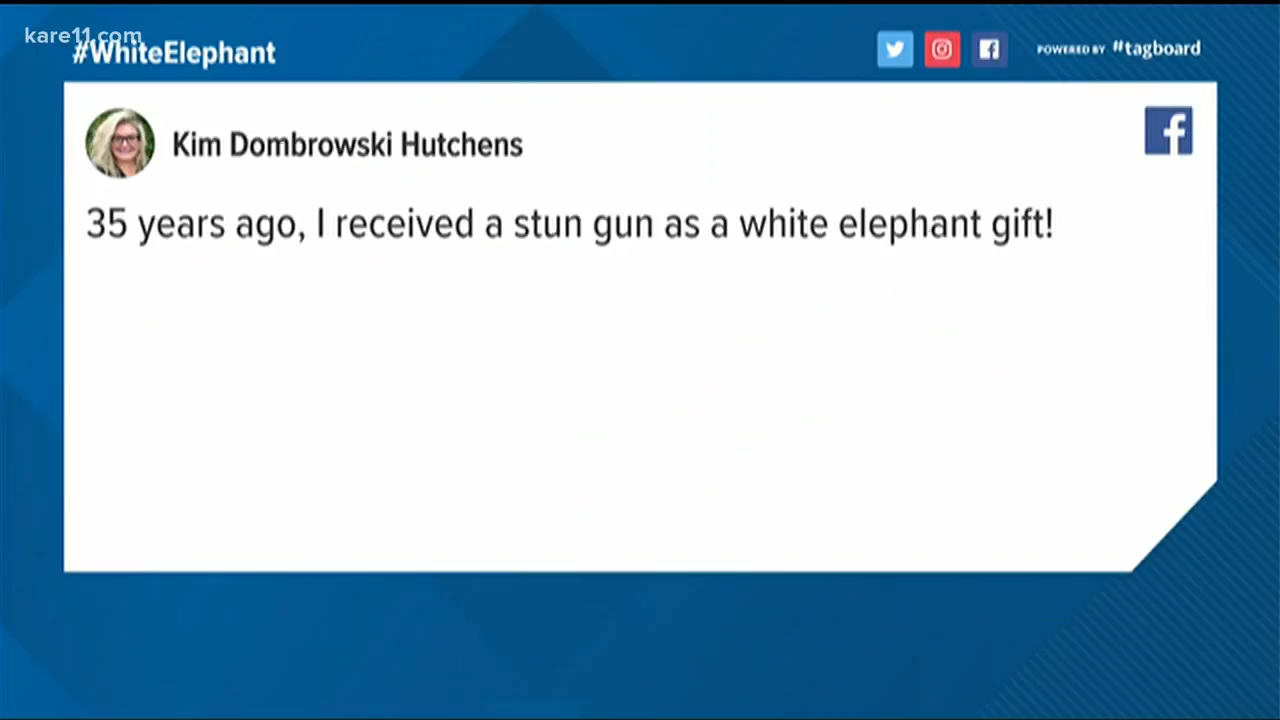 kare11.com
#WhiteElephant
POWERED BY #tagboard
Kim Dombrowski Hutchens
35 years ago, I received a stun gun as a white elephant gift!